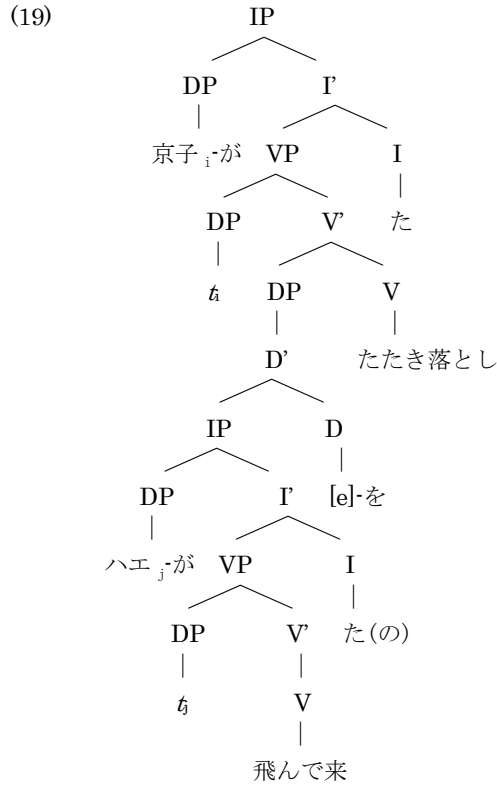 (19) IP
DP I'
京子i-が VP I
DP V' た
ti DP V
D' たたき落とし
IP D
DP I' [e]-を
ハエj-が VP I
DP V' た(の)
tj V
飛んで来